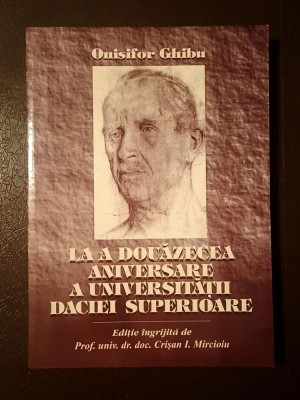 Onisifor Ghibu
LA A DOUĂZECEA
ANIVERSARE
A UNIVERSITĂȚII
DACIEI SUPERIOARE
Ediție îngrijită de
Prof. univ. dr. doc. Crișan I. Mircioiu